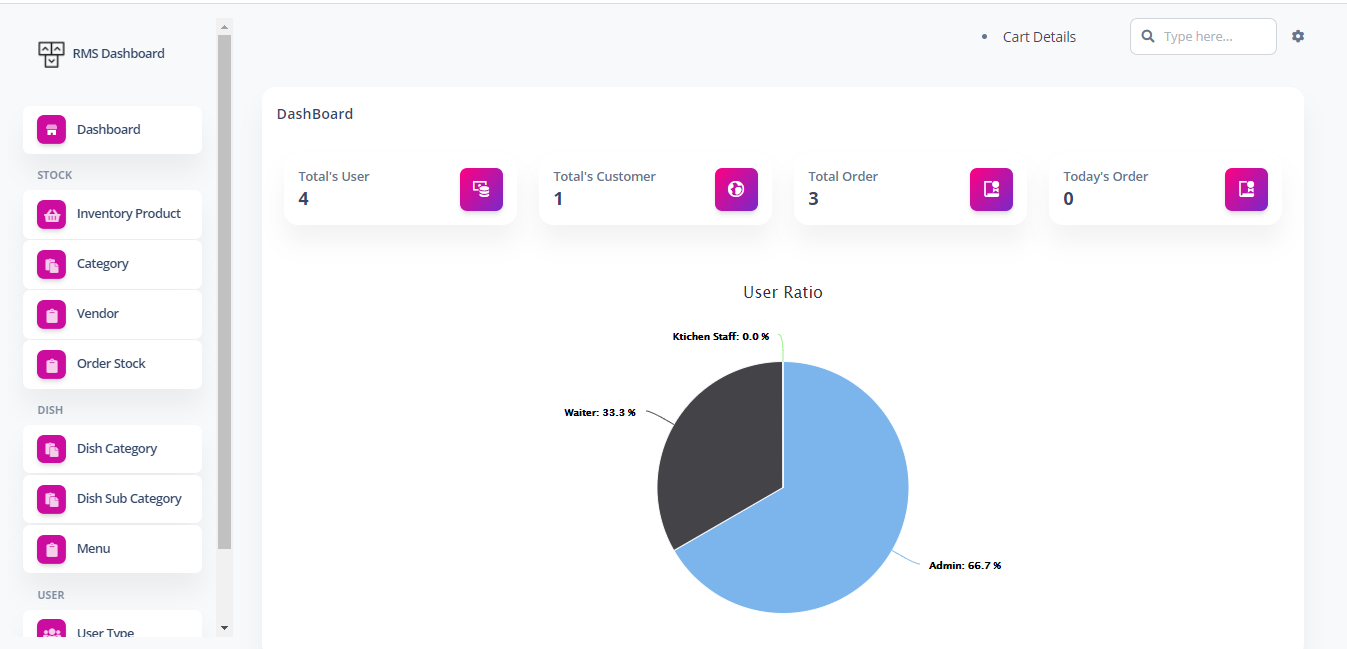 RMS Dashboard
Dashboard
STOCK
Inventory Product
Category
Vendor
Order Stock
DISH
Dish Category
Dish Sub Category
Menu
USER
User Type
Cart Details
Type here...
DashBoard
Total's User
4
Total's Customer
1
Total Order
3
Today's Order
0
User Ratio
Ktichen Staff: 0.0 %
Waiter: 33.3 %
Admin: 66.7 %